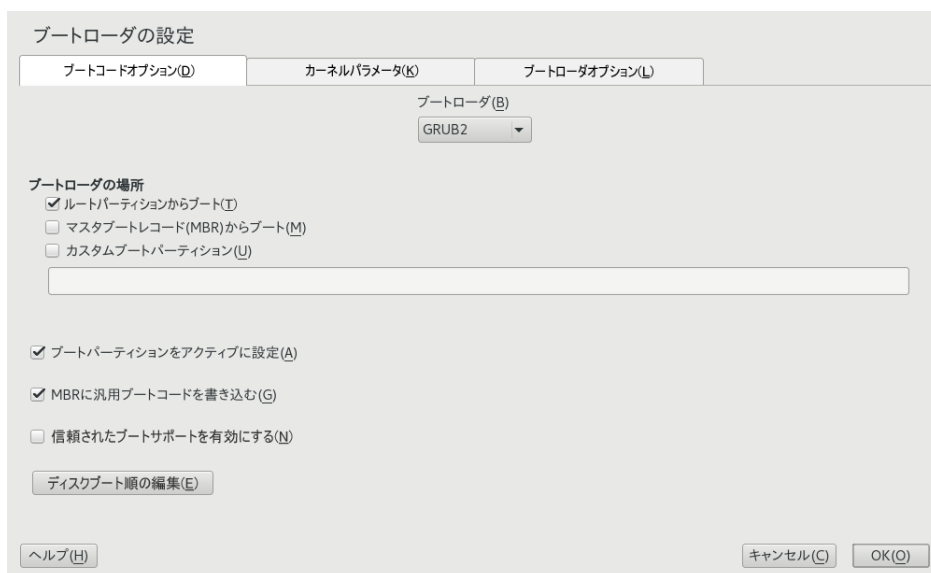 ブートローダの設定
ブートコードオプション(D)
カーネルパラメータ(K)
ブートローダオプション(L)
ブートローダ(B)
GRUB2
ブートローダの場所
ルートパーティションからブート(T)
マスタブートレコード(MBR)からブート(M)
カスタムブートパーティション(U)
ブートパーティションをアクティブに設定(A)
MBRに汎用ブートコードを書き込む(G)
信頼されたブートサポートを有効にする(N)
ディスクブート順の編集(E)
ヘルプ(H)
キャンセル(C)
OK(O)